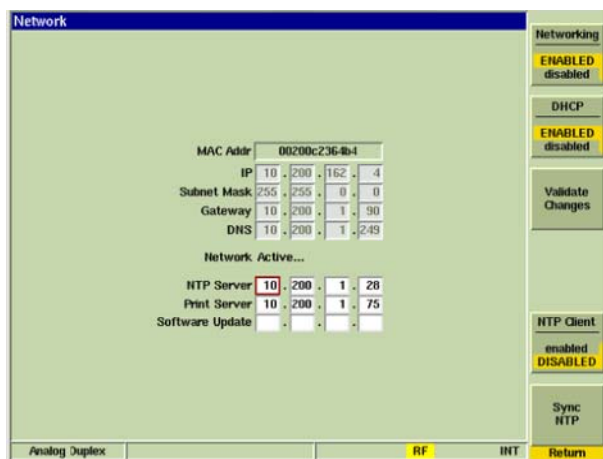 Network
Networking
ENABLED
disabled
DHCP
ENABLED
disabled
MAC Addr 00200c2364b4
IP 10 . 200 . 162 . 4
Subnet Mask 255 . 255 . 0 . 0
Gateway 10 . 200 . 1 . 90
DNS 10 . 200 . 1 . 249
Validate
Changes
Network Active...
NTP Server 10 . 200 . 1 . 28
Print Server 10 . 200 . 1 . 75
Software Update . . .
NTP Client
enabled
DISABLED
Sync
NTP
Analog Duplex RF INT Return